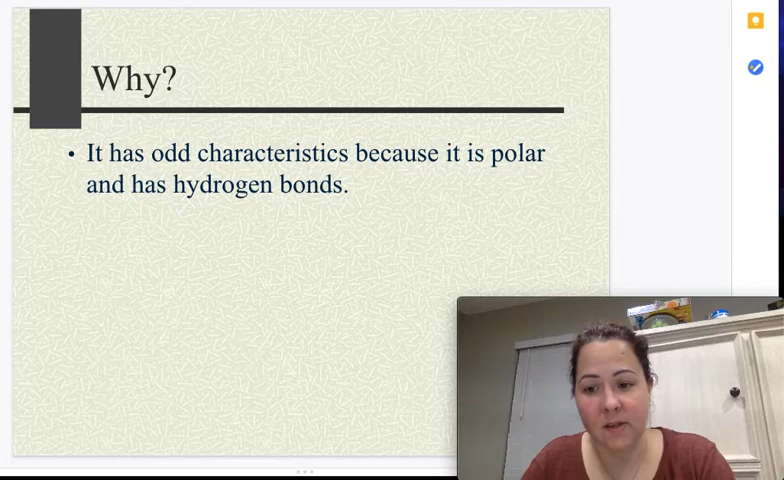 Why?
• It has odd characteristics because it is polar
and has hydrogen bonds.